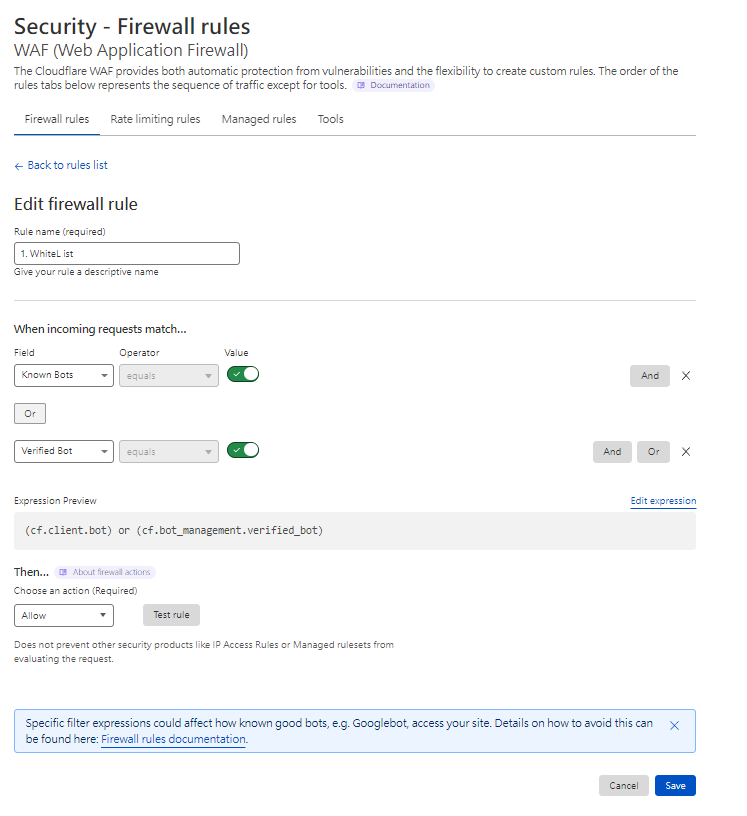 Security - Firewall rules
WAF (Web Application Firewall)
The Cloudflare WAF provides both automatic protection from vulnerabilities and the flexibility to create custom rules. The order of the
rules tabs below represents the sequence of traffic except for tools. Documentation
Firewall rules Rate limiting rules Managed rules Tools
← Back to rules list
Edit firewall rule
Rule name (required)
1. WhiteL ist
Give your rule a descriptive name
When incoming requests match...
Field Operator Value
Known Bots equals And
Or
Verified Bot equals And Or
Expression Preview Edit expression
(cf.client.bot) or (cf.bot_management.verified_bot)
Then... About firewall actions
Choose an action (Required)
Allow Test rule
Does not prevent other security products like IP Access Rules or Managed rulesets from
evaluating the request.
Specific filter expressions could affect how known good bots, e.g. Googlebot, access your site. Details on how to avoid this can
be found here: Firewall rules documentation.
Cancel Save